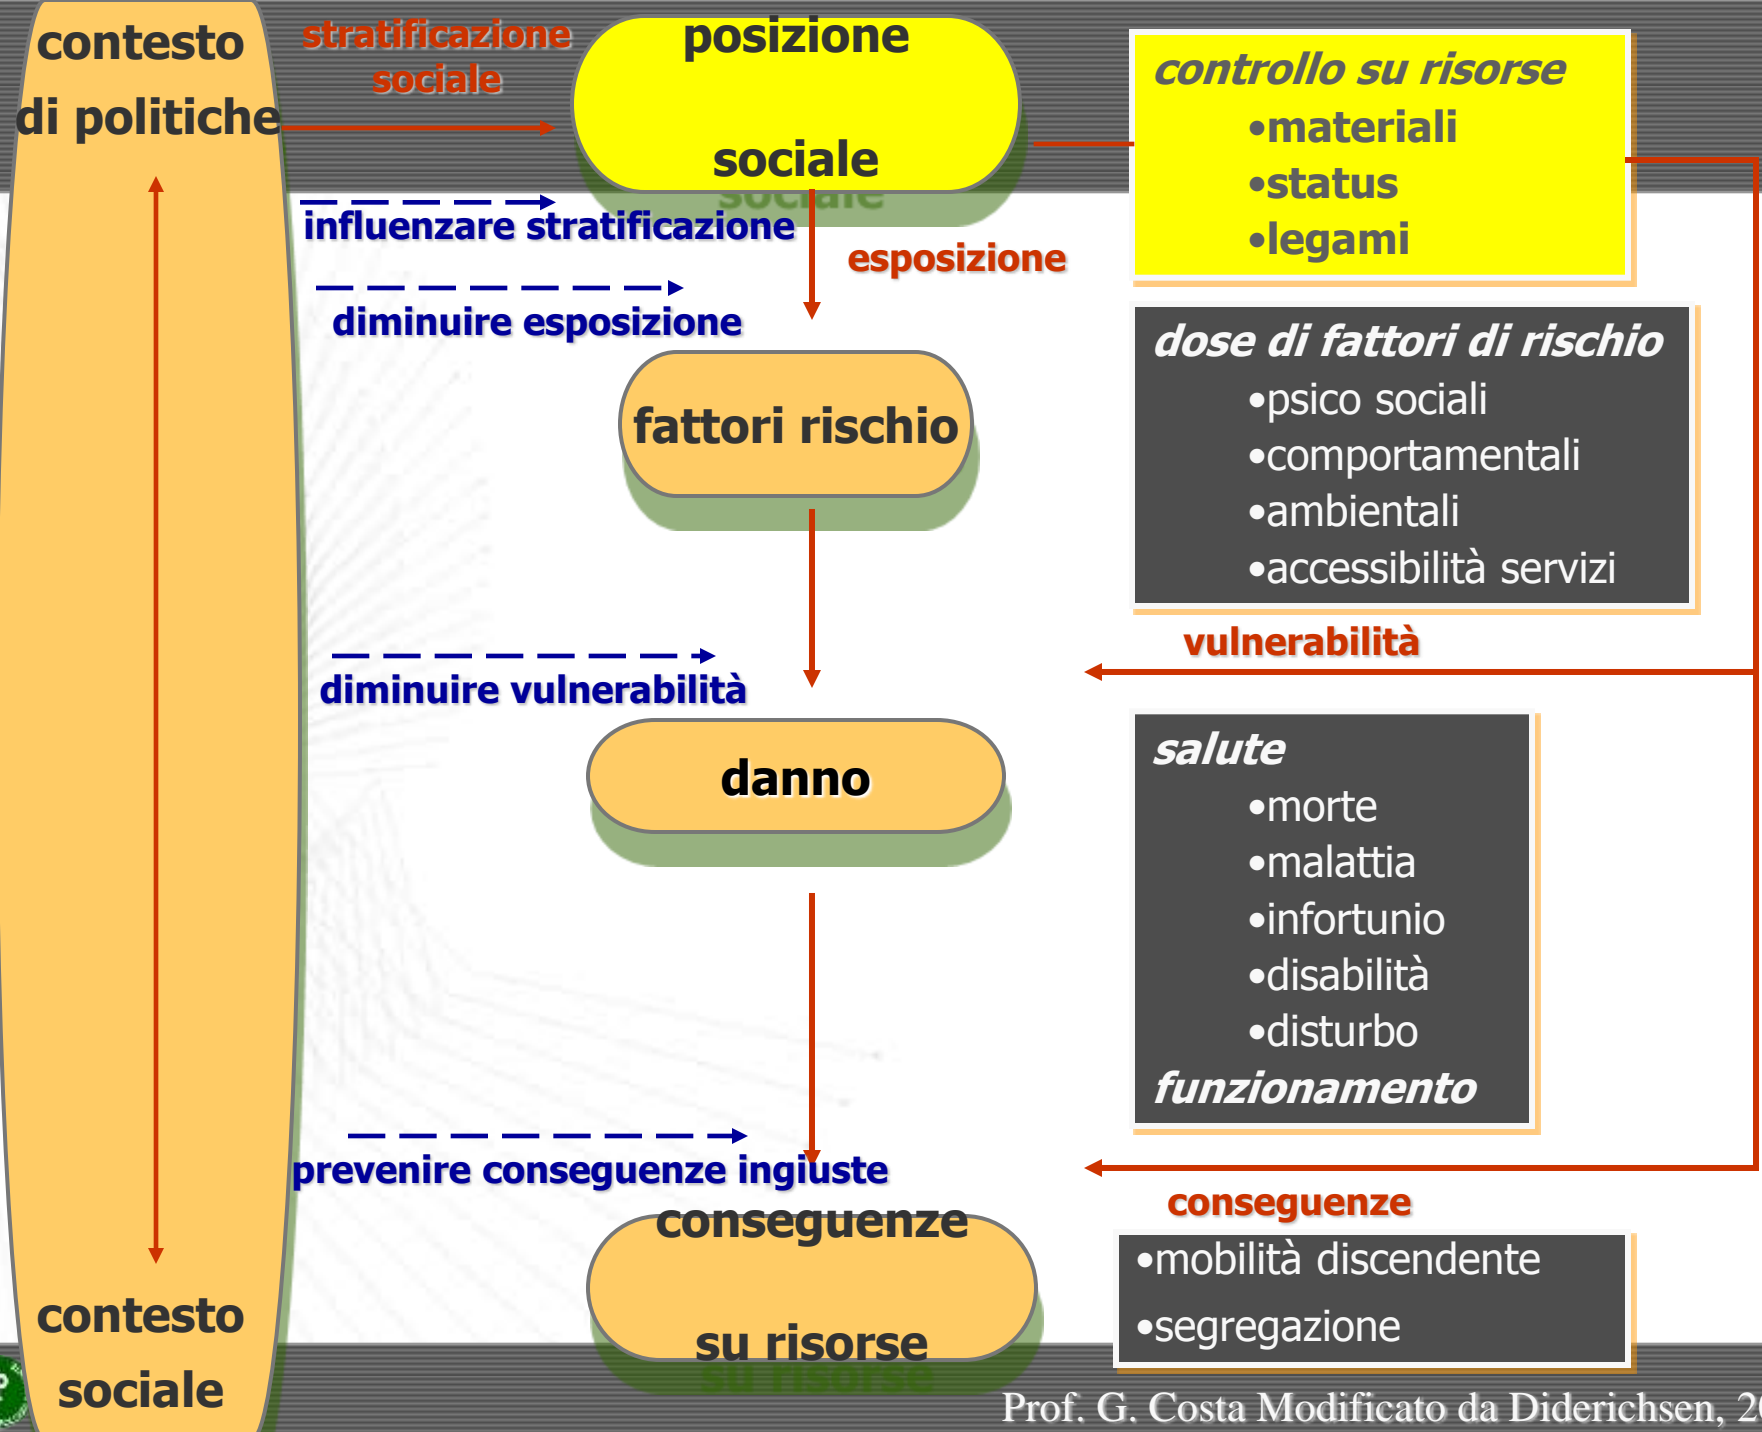 contesto
di politiche
stratificazione
sociale
posizione
sociale
controllo su risorse
•materiali
•status
•legami
influenzare stratificazione
esposizione
diminuire esposizione
fattori rischio
dose di fattori di rischio
•psico sociali
•comportamentali
•ambientali
•accessibilità servizi
vulnerabilità
diminuire vulnerabilità
danno
salute
•morte
•malattia
•infortunio
•disabilità
•disturbo
funzionamento
prevenire conseguenze ingiuste
conseguenze
su risorse
conseguenze
•mobilità discendente
•segregazione
contesto
sociale
Prof. G. Costa Modificato da Diderichsen,